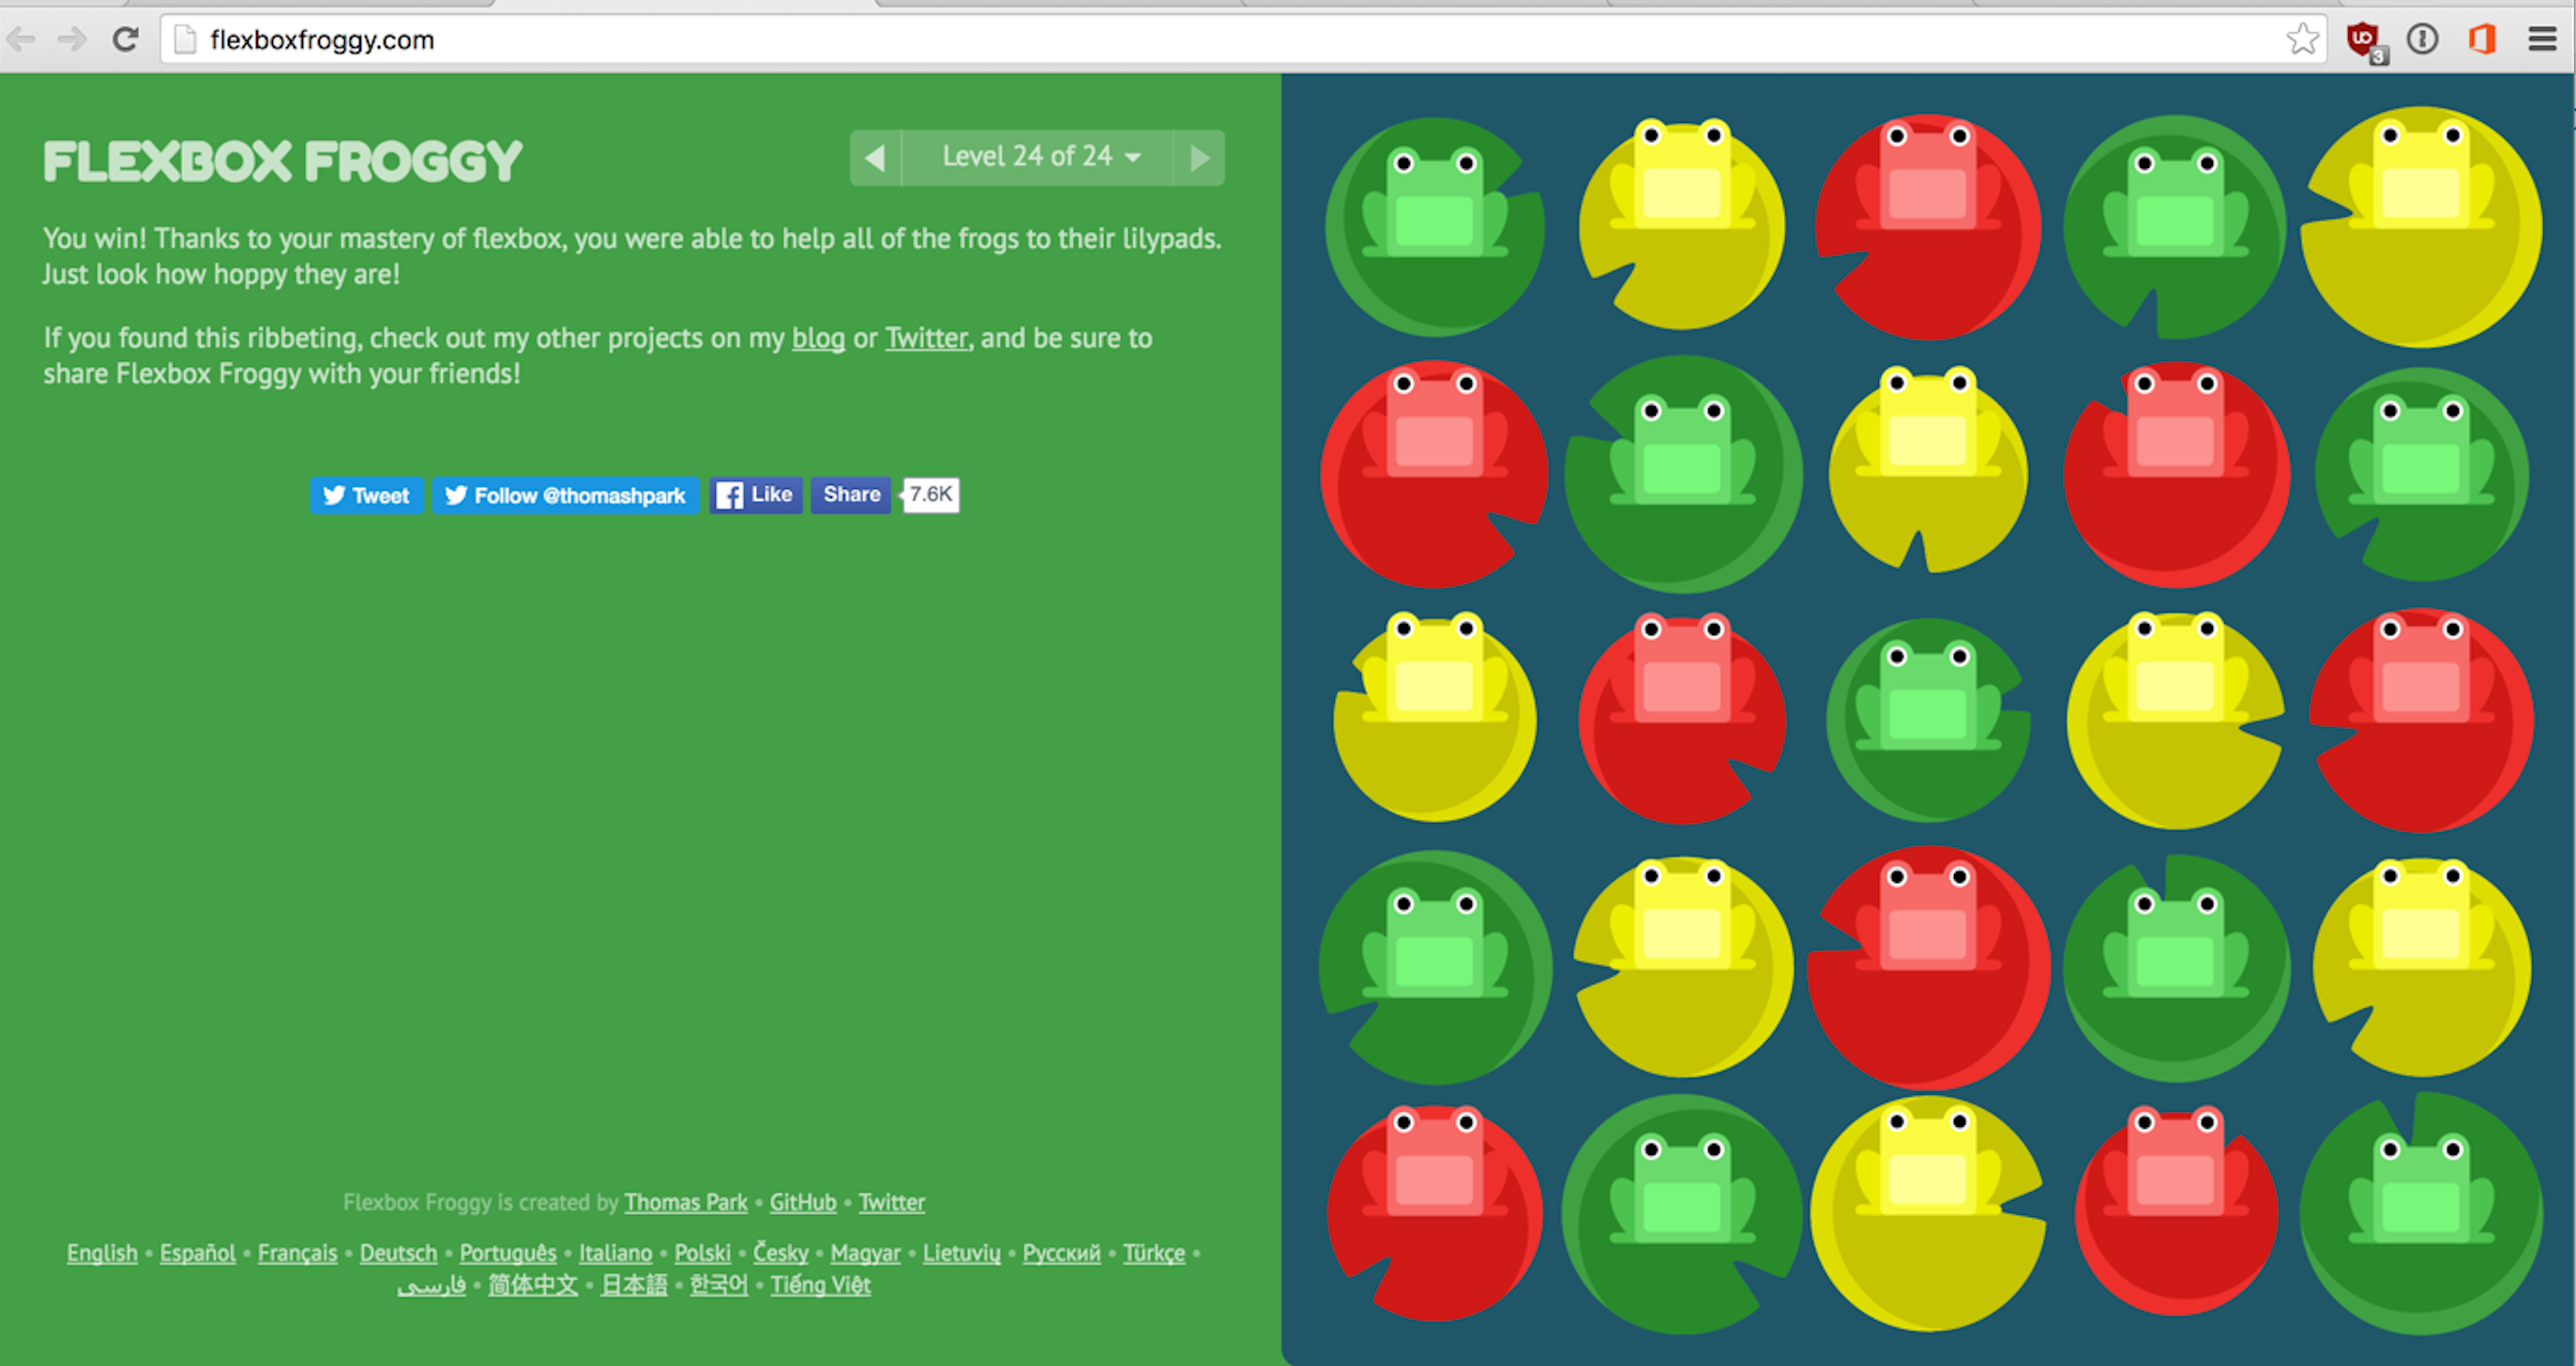 flexboxfroggy.com
3
FLEXBOX FROGGY
Level 24 of 24
You win! Thanks to your mastery of flexbox, you were able to help all of the frogs to their lilypads.
Just look how hoppy they are!
If you found this ribbeting, check out my other projects on my blog or Twitter, and be sure to
share Flexbox Froggy with your friends!
Tweet Follow @thomashpark Like Share 7.6K
Flexbox Froggy is created by Thomas Park • GitHub • Twitter
English • Español • Français • Deutsch • Português • Italiano • Polski • Česky • Magyar • Lietuvių • Русский • Türkçe •
فارسی • 简体中文 • 日本語 • 한국어 • Tiếng Việt